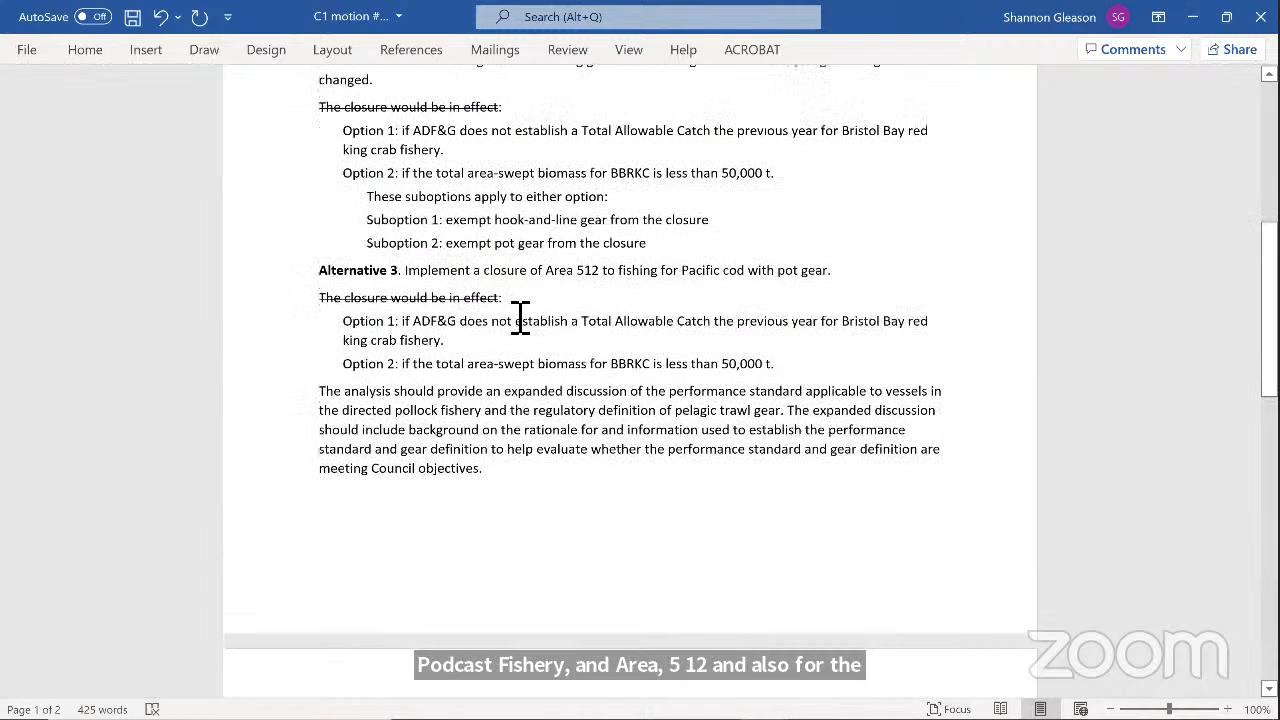 AutoSave Off C1 motion #... Search (Alt+Q) Shannon Gleason SG
File Home Insert Draw Design Layout References Mailings Review View Help ACROBAT Comments Share
changed.
The closure would be in effect:
Option 1: if ADF&G does not establish a Total Allowable Catch the previous year for Bristol Bay red
king crab fishery.
Option 2: if the total area-swept biomass for BBRKC is less than 50,000 t.
These suboptions apply to either option:
Suboption 1: exempt hook-and-line gear from the closure
Suboption 2: exempt pot gear from the closure
Alternative 3. Implement a closure of Area 512 to fishing for Pacific cod with pot gear.
The closure would be in effect:
Option 1: if ADF&G does not establish a Total Allowable Catch the previous year for Bristol Bay red
king crab fishery.
Option 2: if the total area-swept biomass for BBRKC is less than 50,000 t.
The analysis should provide an expanded discussion of the performance standard applicable to vessels in
the directed pollock fishery and the regulatory definition of pelagic trawl gear. The expanded discussion
should include background on the rationale for and information used to establish the performance
standard and gear definition to help evaluate whether the performance standard and gear definition are
meeting Council objectives.
zoom
Podcast Fishery, and Area, 5 12 and also for the
Page 1 of 2 425 words Focus 100%